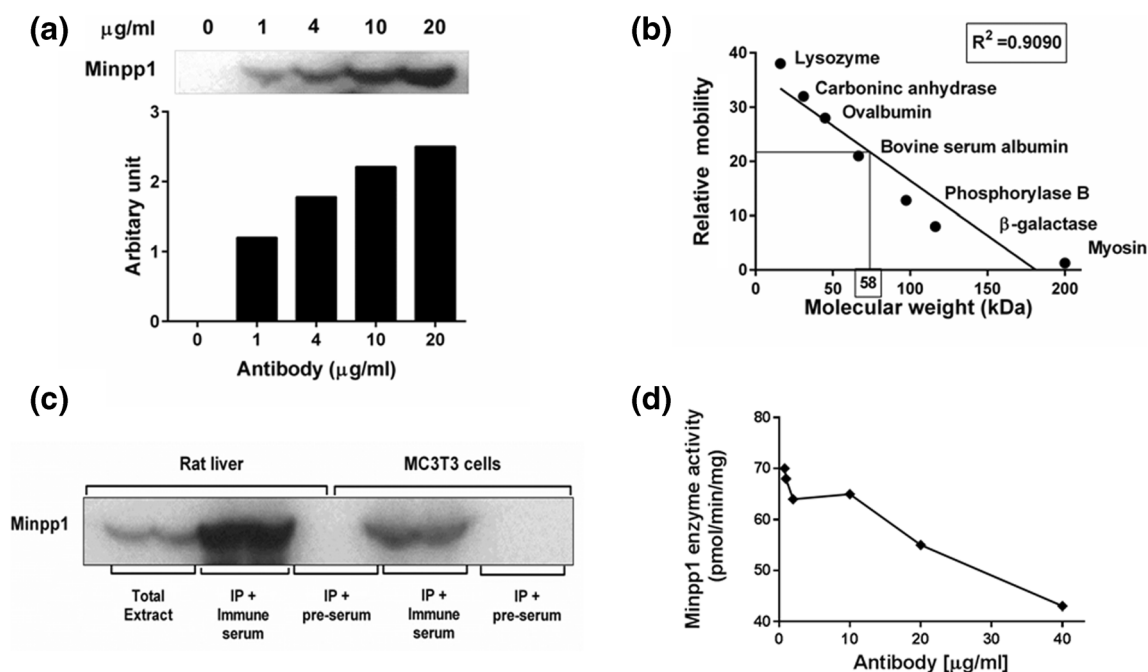 (a)
μg/ml 0 1 4 10 20
Minpp1
Arbitary unit
3
2
1
0
0 1 4 10 20
Antibody (μg/ml)
(b)
R² =0.9090
Relative mobility
40
30
20
10
0
Lysozyme
Carboninc anhydrase
Ovalbumin
Bovine serum albumin
Phosphorylase B
β-galactase
Myosin
0 50 100 150 200
58
Molecular weight (kDa)
(c)
Rat liver MC3T3 cells
Minpp1
Total IP + IP + IP + IP +
Extract Immune pre-serum Immune pre-serum
serum serum
(d)
Minpp1 enzyme activity
(pmol/min/mg)
80
70
60
50
40
0 10 20 30 40
Antibody [μg/ml]